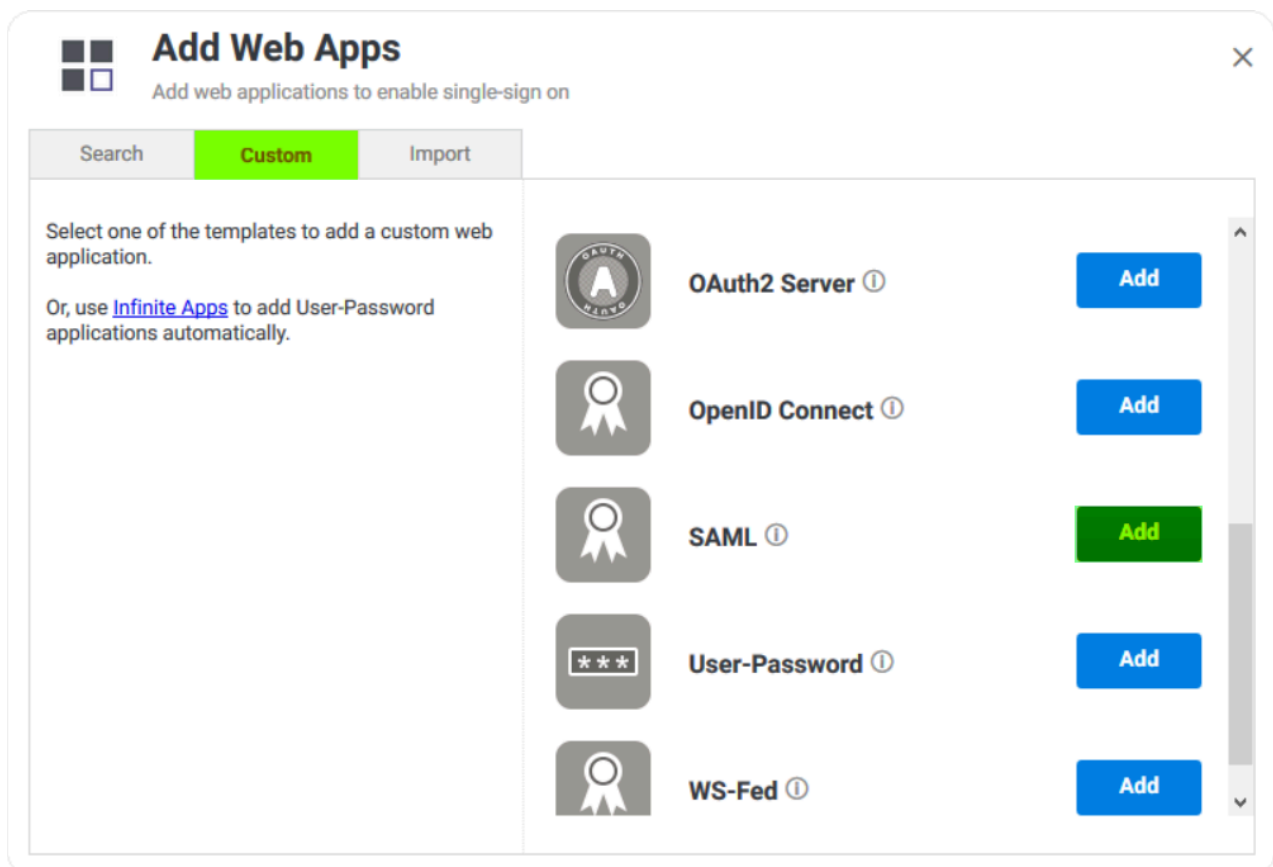 Add Web Apps
Add web applications to enable single-sign on
Search
Custom
Import
Select one of the templates to add a custom web
application.
Or, use Infinite Apps to add User-Password
applications automatically.
OAUTH
A
OAUTH
OAuth2 Server
Add
OpenID Connect
Add
SAML
Add
***
User-Password
Add
WS-Fed
Add